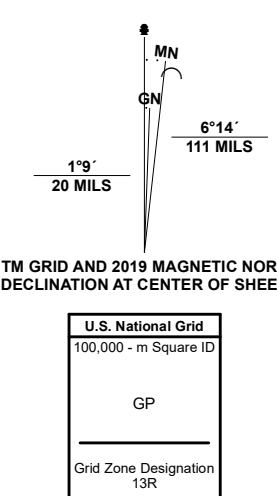 MN
GN
6°14´
111 MILS
1°9´
20 MILS
TM GRID AND 2019 MAGNETIC NOR
DECLINATION AT CENTER OF SHEE
U.S. National Grid
100,000 - m Square ID
GP
Grid Zone Designation
13R